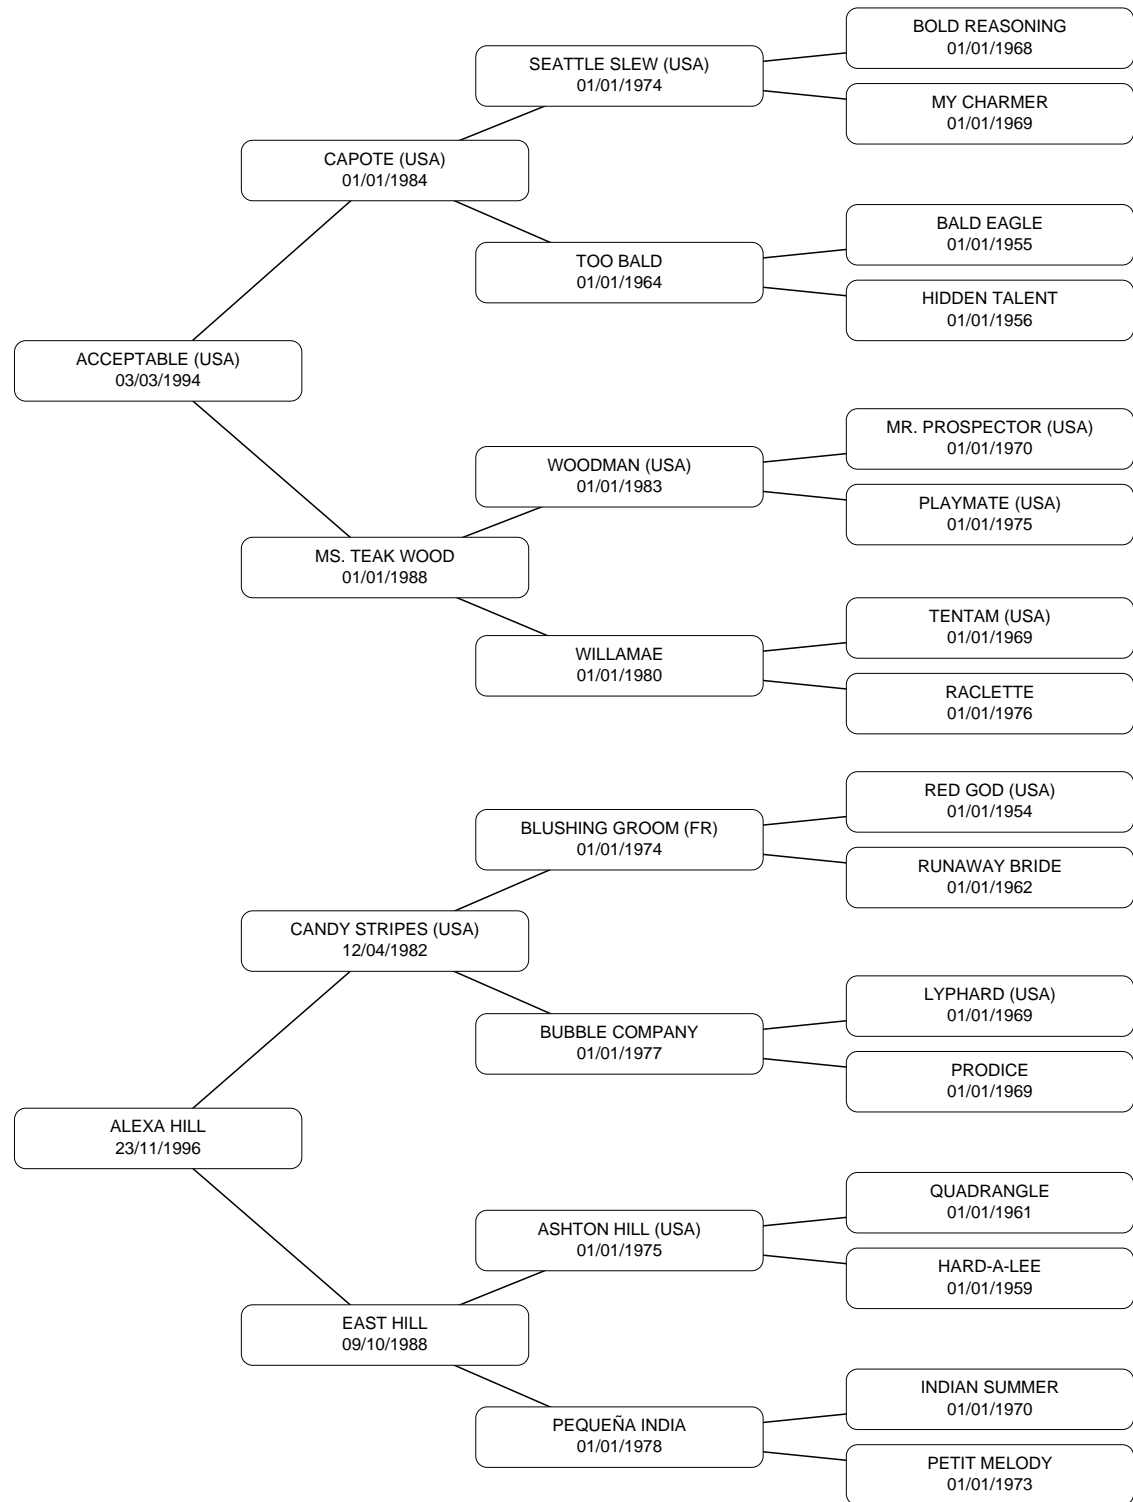 BOLD REASONING
01/01/1968
SEATTLE SLEW (USA)
01/01/1974
MY CHARMER
01/01/1969
CAPOTE (USA)
01/01/1984
BALD EAGLE
01/01/1955
TOO BALD
01/01/1964
HIDDEN TALENT
01/01/1956
ACCEPTABLE (USA)
03/03/1994
MR. PROSPECTOR (USA)
01/01/1970
WOODMAN (USA)
01/01/1983
PLAYMATE (USA)
01/01/1975
MS. TEAK WOOD
01/01/1988
TENTAM (USA)
01/01/1969
WILLAMAE
01/01/1980
RACLETTE
01/01/1976
RED GOD (USA)
01/01/1954
BLUSHING GROOM (FR)
01/01/1974
RUNAWAY BRIDE
01/01/1962
CANDY STRIPES (USA)
12/04/1982
LYPHARD (USA)
01/01/1969
BUBBLE COMPANY
01/01/1977
PRODICE
01/01/1969
ALEXA HILL
23/11/1996
QUADRANGLE
01/01/1961
ASHTON HILL (USA)
01/01/1975
HARD-A-LEE
01/01/1959
EAST HILL
09/10/1988
INDIAN SUMMER
01/01/1970
PEQUEÑA INDIA
01/01/1978
PETIT MELODY
01/01/1973